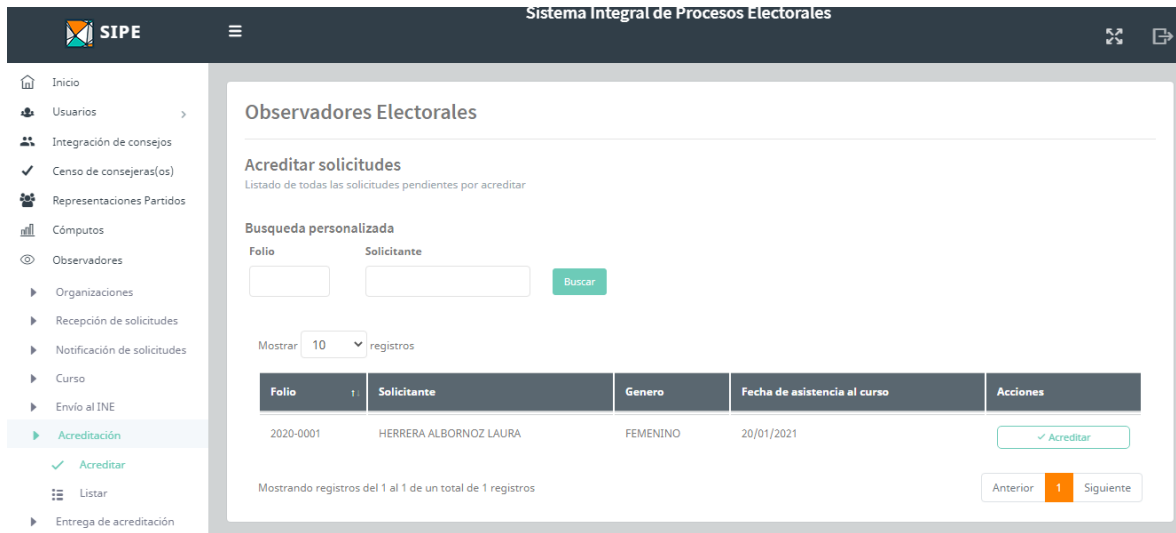 Sistema Integral de Procesos Electorales
SIPE
Inicio
Usuarios
Integración de consejos
Censo de consejeras(os)
Representaciones Partidos
Cómputos
Observadores
Organizaciones
Recepción de solicitudes
Notificación de solicitudes
Curso
Envío al INE
Acreditación
Acreditar
Listar
Entrega de acreditación
Observadores Electorales
Acreditar solicitudes
Listado de todas las solicitudes pendientes por acreditar
Busqueda personalizada
Folio Solicitante
Buscar
Mostrar 10 registros
Folio Solicitante Genero Fecha de asistencia al curso Acciones
2020-0001 HERRERA ALBORNOZ LAURA FEMENINO 20/01/2021 Acreditar
Mostrando registros del 1 al 1 de un total de 1 registros
Anterior 1 Siguiente